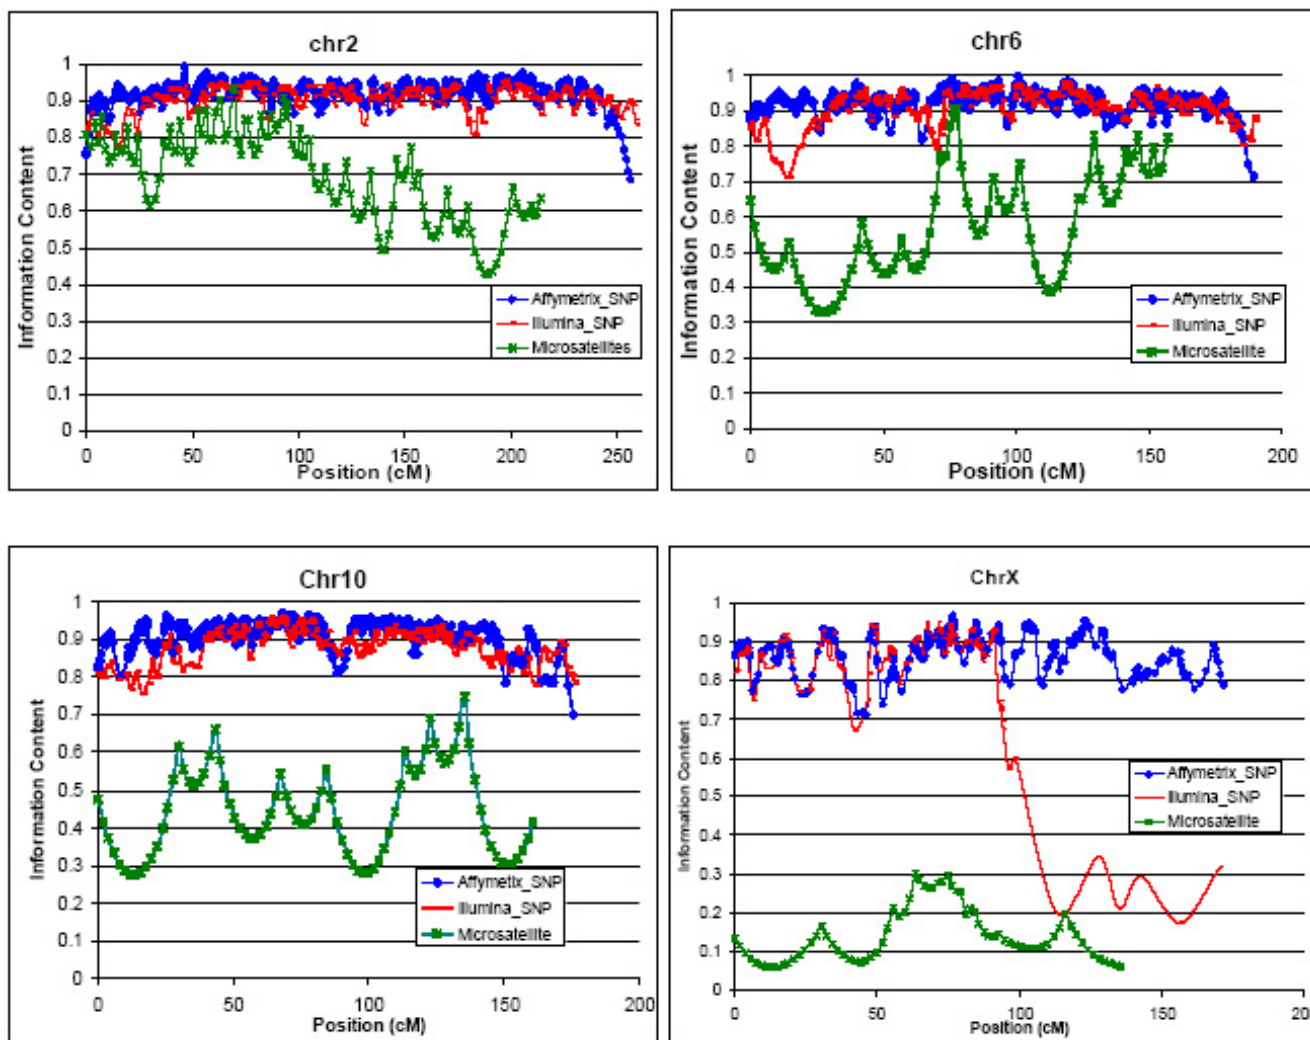 chr2
1
0.9
0.8
0.7
0.6
0.5
0.4
0.3
0.2
0.1
0
Information Content
Affymetrix_SNP
Illumina_SNP
Microsatellites
0 50 100 150 200 250
Position (cM)
chr6
1
0.9
0.8
0.7
0.6
0.5
0.4
0.3
0.2
0.1
0
Information Content
Affymetrix_SNP
Illumina_SNP
Microsatellite
0 50 100 150 200
Position (cM)
Chr10
1
0.9
0.8
0.7
0.6
0.5
0.4
0.3
0.2
0.1
0
Information Content
Affymetix_SNP
Illumina_SNP
Microsatellite
0 50 100 150 200
Position (cM)
ChrX
1
0.9
0.8
0.7
0.6
0.5
0.4
0.3
0.2
0.1
0
Information Content
Affymetrix_SNP
Illumina_SNP
Microsatellite
0 50 100 150
Position (cM)